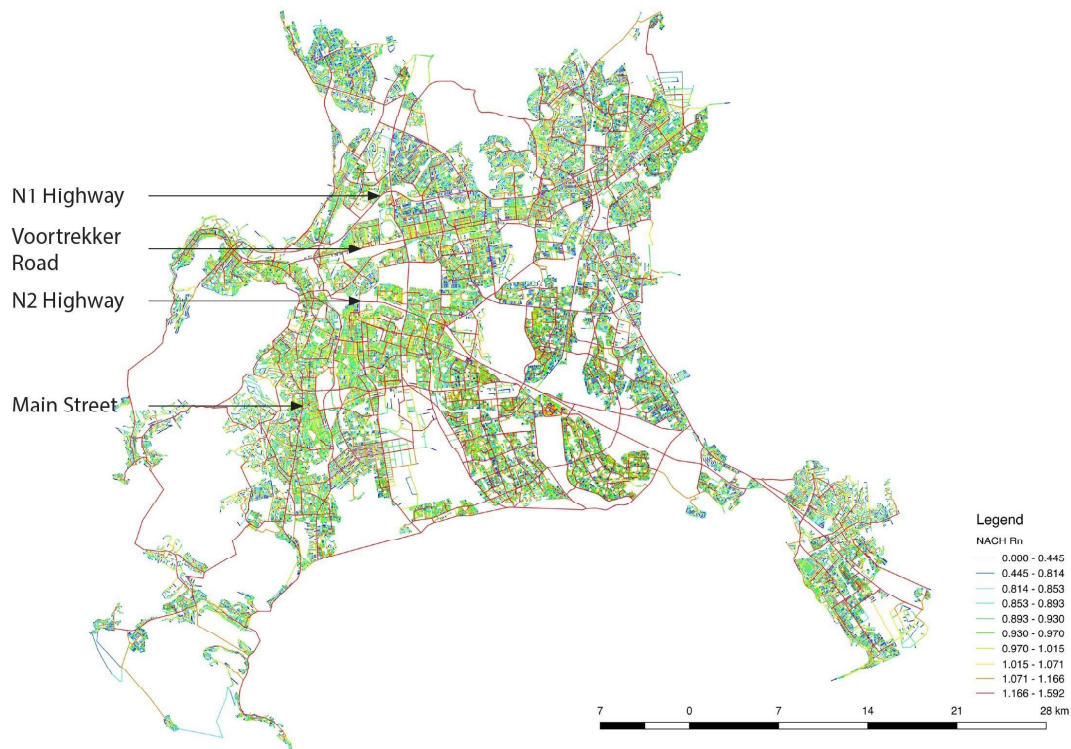 N1 Highway
Voortrekker
Road
N2 Highway
Main Street
Legend
NACH Rn
0.000 - 0.445
0.445 - 0.814
0.814 - 0.853
0.853 - 0.893
0.893 - 0.930
0.930 - 0.970
0.970 - 1.015
1.015 - 1.071
1.071 - 1.166
1.166 - 1.592
7 0 7 14 21 28 km